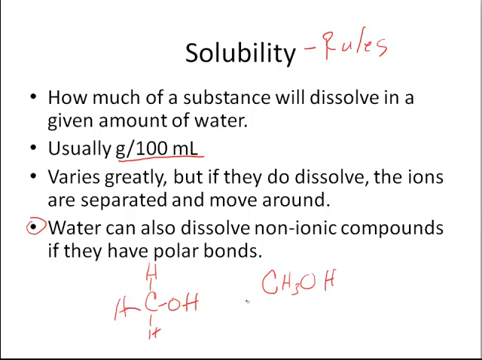 Solubility - Rules
• How much of a substance will dissolve in a
given amount of water.
• Usually g/100 mL
• Varies greatly, but if they do dissolve, the ions
are separated and move around.
• Water can also dissolve non-ionic compounds
if they have polar bonds.
H
H-C-OH CH₃OH
H